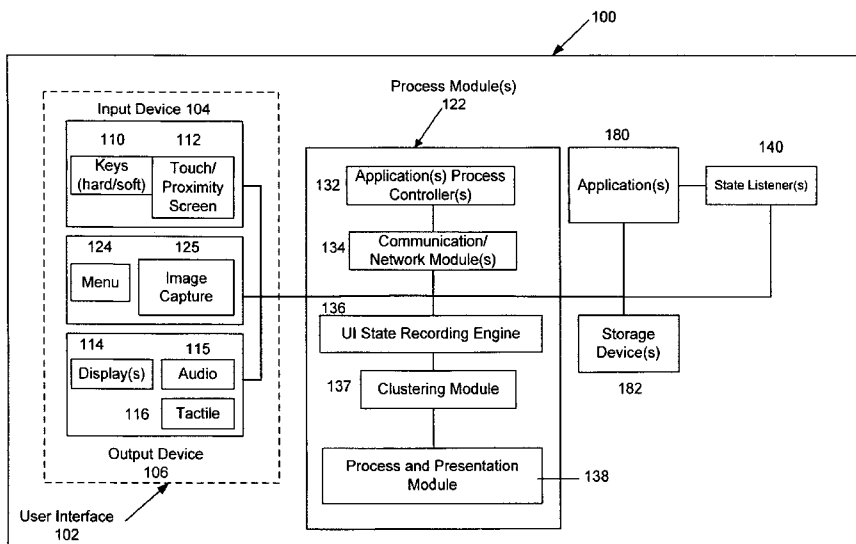 100
Process Module(s)
122
Input Device 104
110
112
Keys
(hard/soft)
Touch/
Proximity
Screen
124
125
Menu
Image
Capture
114
115
Display(s)
Audio
116
Tactile
Output Device
106
User Interface
102
132
Application(s) Process
Controller(s)
134
Communication/
Network Module(s)
136
UI State Recording Engine
137
Clustering Module
Process and Presentation
Module
138
180
Application(s)
140
State Listener(s)
Storage
Device(s)
182